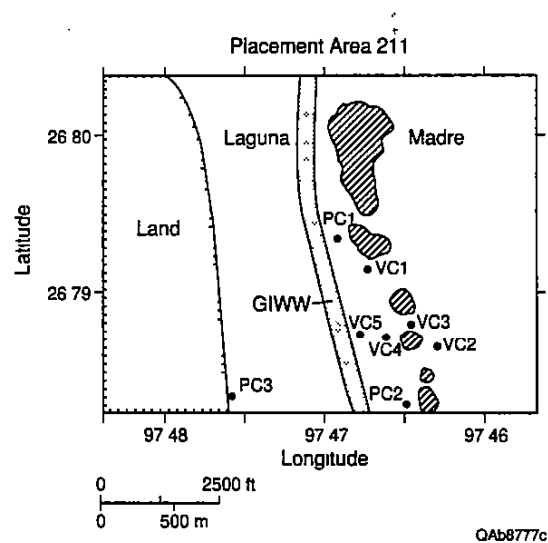 Placement Area 211
26 80
Laguna
Madre
Land
PC1
VC1
Latitude
26 79
GIWW
VC5
VC3
VC4
VC2
PC3
PC2
97 48
97 47
97 46
Longitude
0 2500 ft
0 500 m
QAb8777c